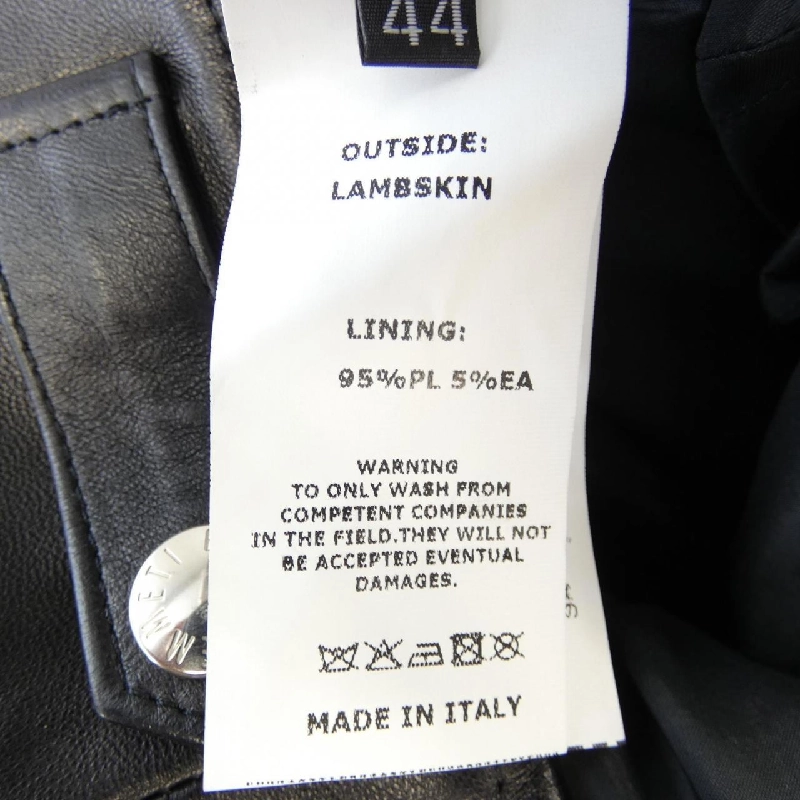 44
OUTSIDE:
LAMBSKIN
LINING:
95%PL 5%EA
WARNING
TO ONLY WASH FROM
COMPETENT COMPANIES
IN THE FIELD.THEY WILL NOT
BE ACCEPTED EVENTUAL
DAMAGES.
MADE IN ITALY